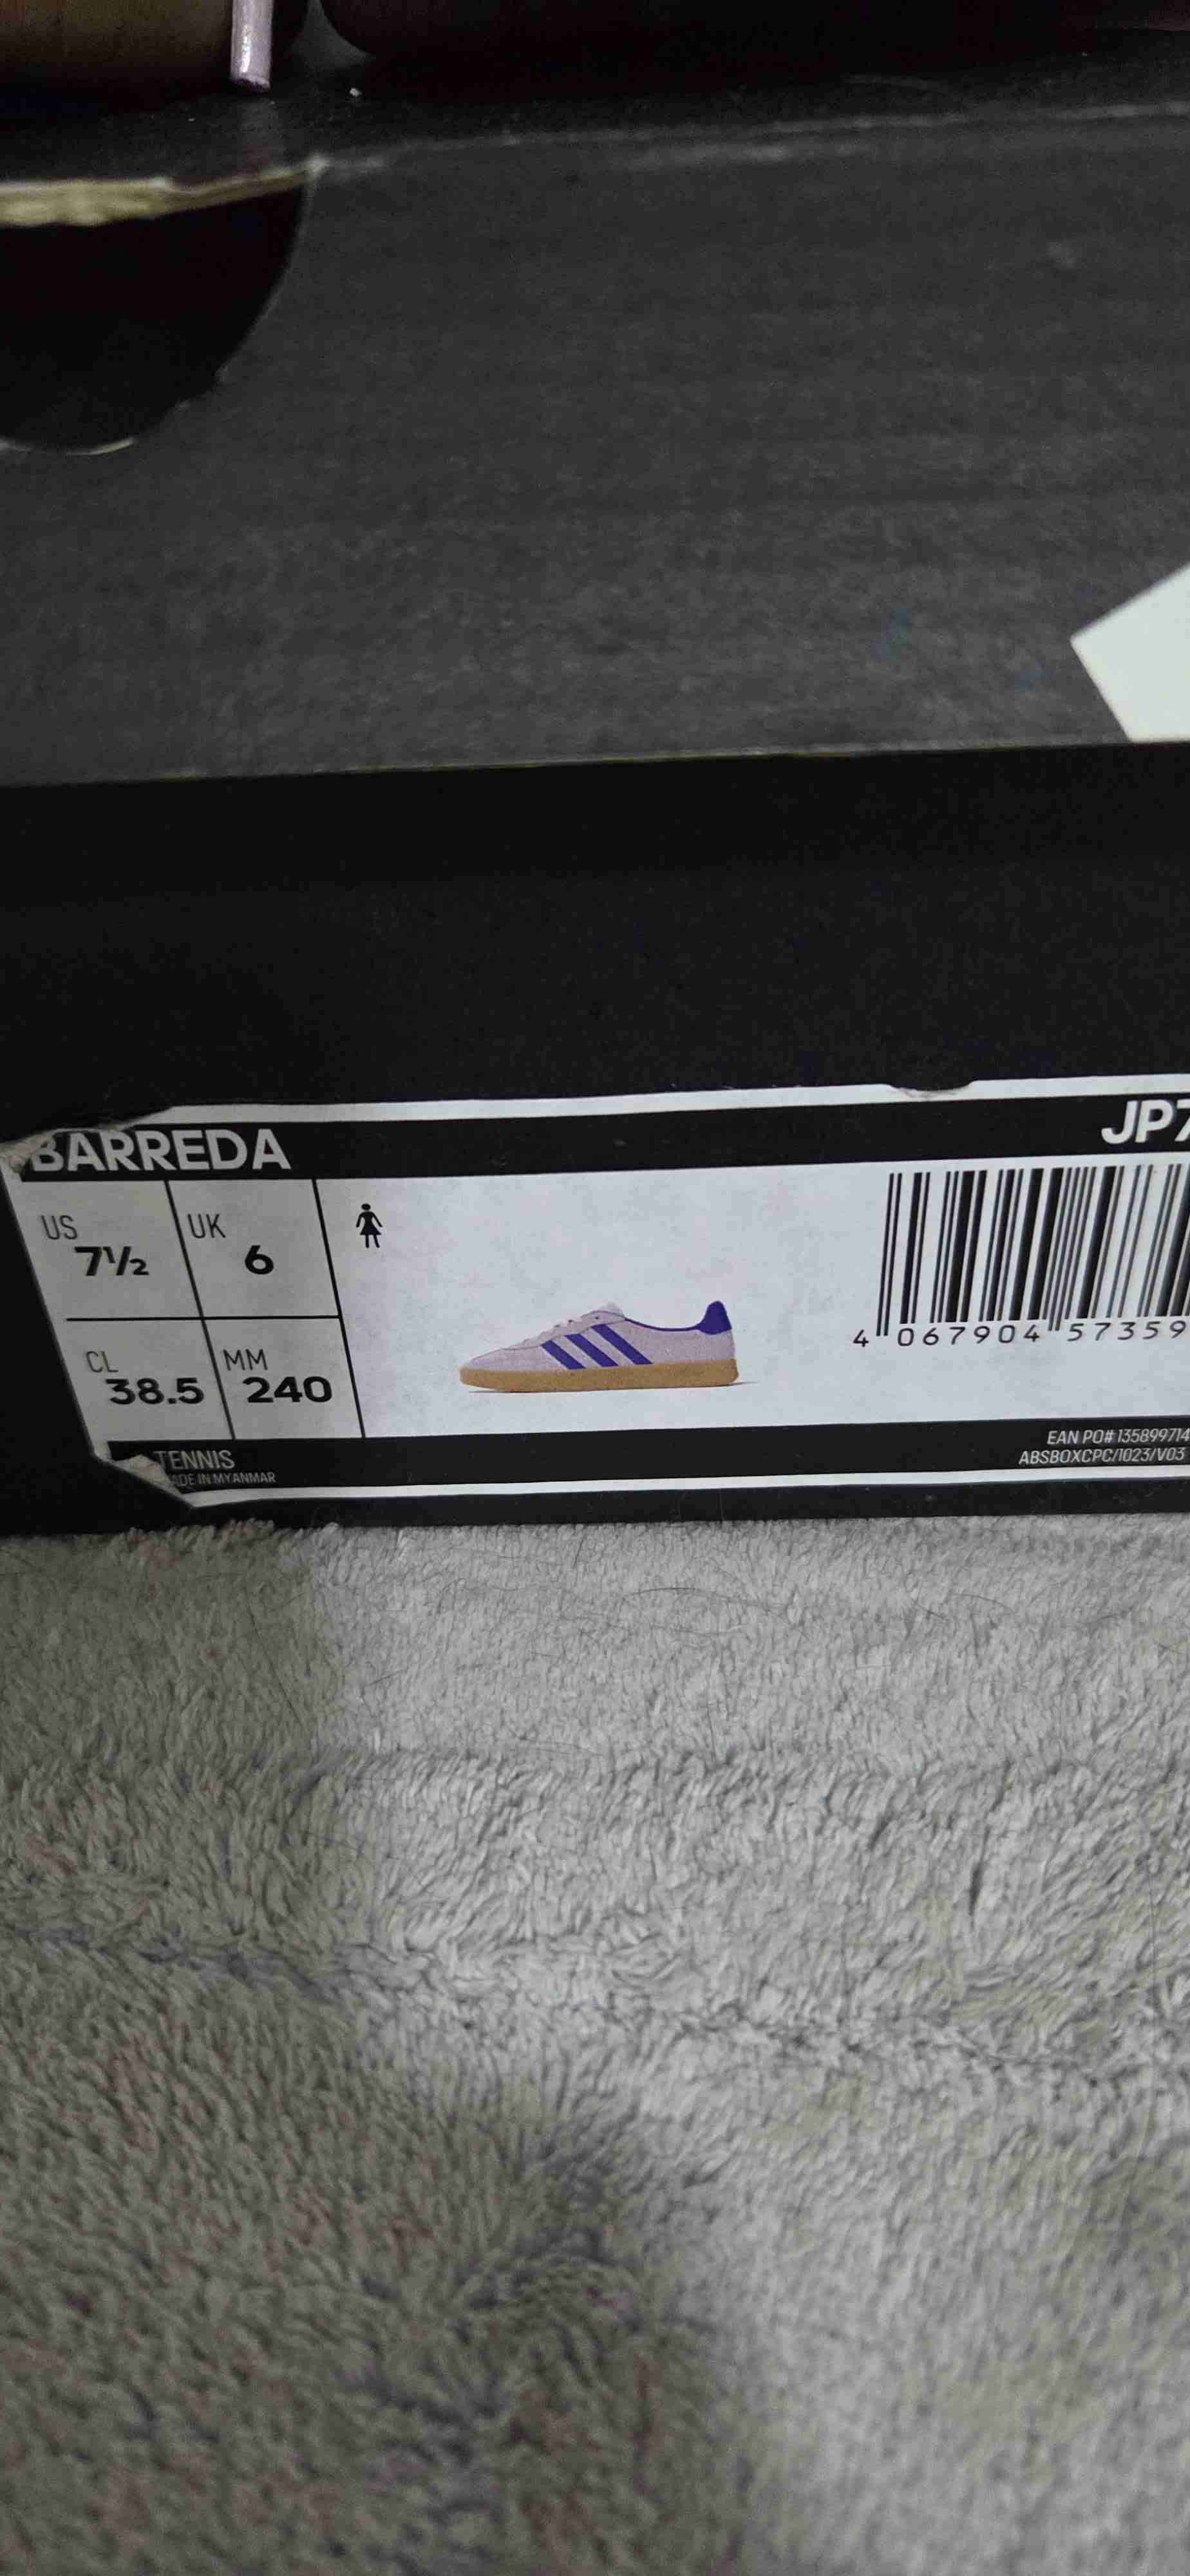 BARREDA
JP7
US
7½
UK
6
CL
38.5
MM
240
4 067904 57359
TENNIS
MADE IN MYANMAR
EAN PO# 135899714
ABSBOXCPC/1023/V03